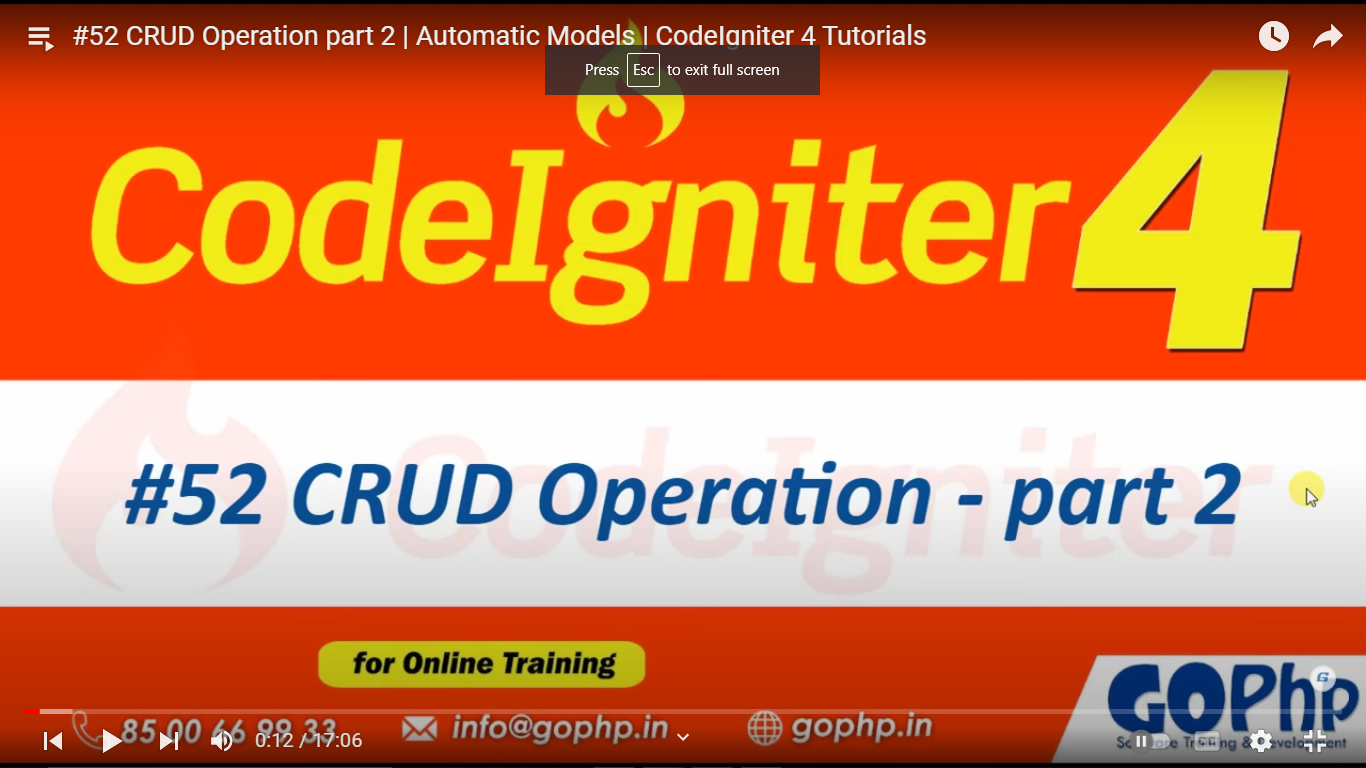 #52 CRUD Operation part 2 | Automatic Models | CodeIgniter 4 Tutorials
Press Esc to exit full screen
CodeIgniter 4
CodeIgniter
#52 CRUD Operation - part 2
for Online Training
85 00 66 99 33
info@gophp.in
gophp.in
G
GOPhp
Software Training & Development
0:12 / 17:06